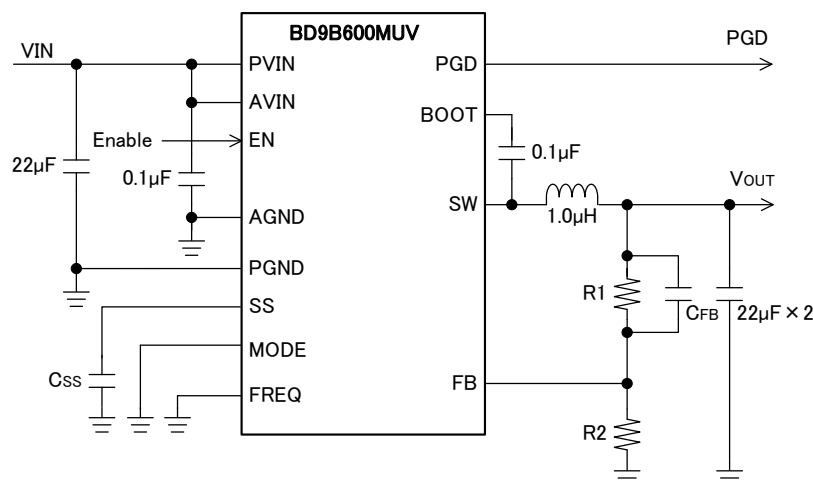 BD9B600MUV
VIN
PGD
PVIN
PGD
AVIN
BOOT
Enable
EN
22µF
0.1µF
0.1µF
VOUT
SW
1.0µH
AGND
PGND
R1
CFB
22µF×2
SS
MODE
CSS
FB
FREQ
R2